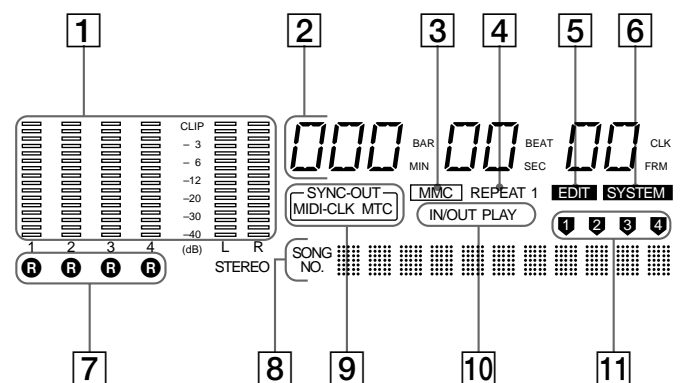 1 2 3 4 5 6
CLIP
– 3
– 6
–12
–20
–30
–40
(dB)
1 2 3 4 L R
STEREO
R R R R
000 BAR MIN 00 BEAT SEC 00 CLK FRM
SYNC-OUT
MIDI-CLK MTC
MMC REPEAT 1 EDIT SYSTEM
IN/OUT PLAY
1 2 3 4
SONG NO.
7 8 9 10 11